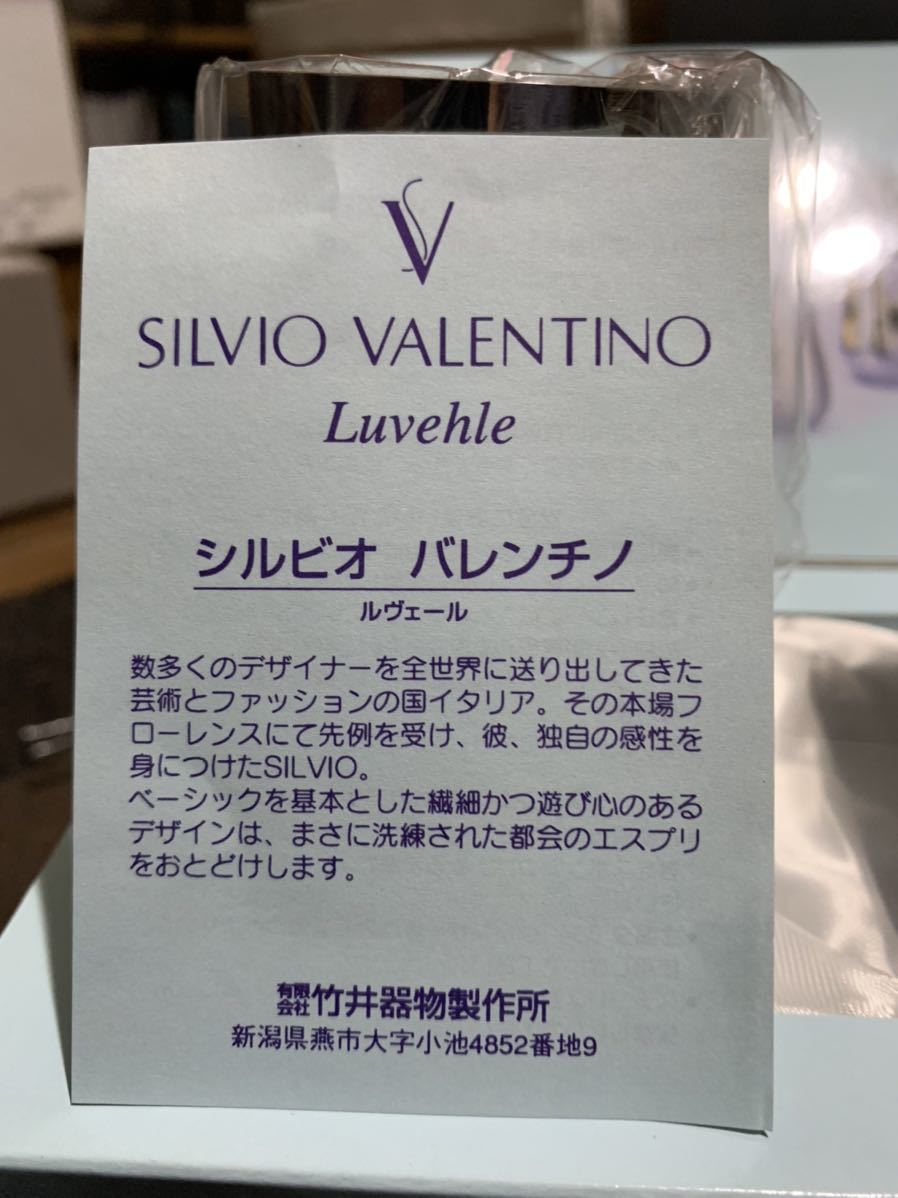 SILVIO VALENTINO
Luvehle
シルビオ バレンチノ
ルヴェール
数多くのデザイナーを全世界に送り出してきた
芸術とファッションの国イタリア。その本場フ
ローレンスにて先例を受け、彼、独自の感性を
身につけたSILVIO。
ベーシックを基本とした繊細かつ遊び心のある
デザインは、まさに洗練された都会のエスプリ
をおとどけします。
有限会社竹井器物製作所
新潟県燕市大字小池4852番地9